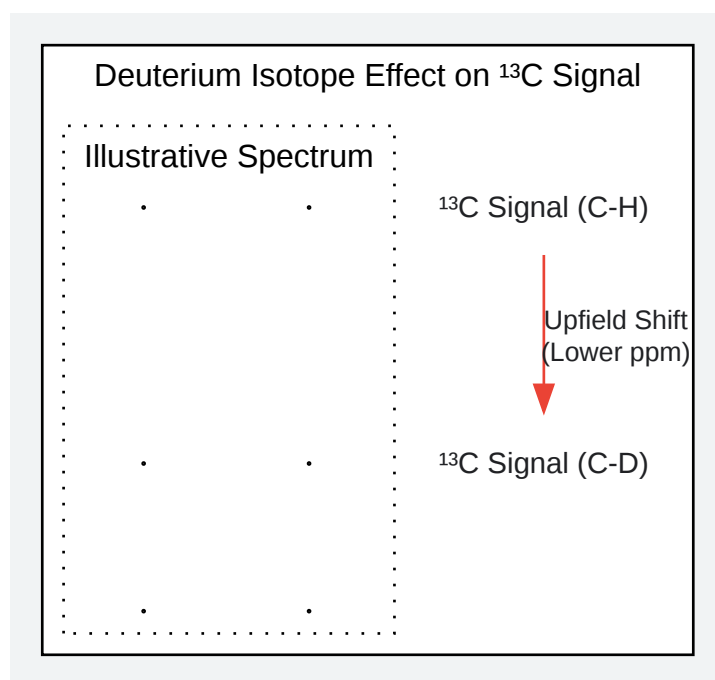 Deuterium Isotope Effect on ¹³C Signal
Illustrative Spectrum
¹³C Signal (C-H)
Upfield Shift
(Lower ppm)
¹³C Signal (C-D)